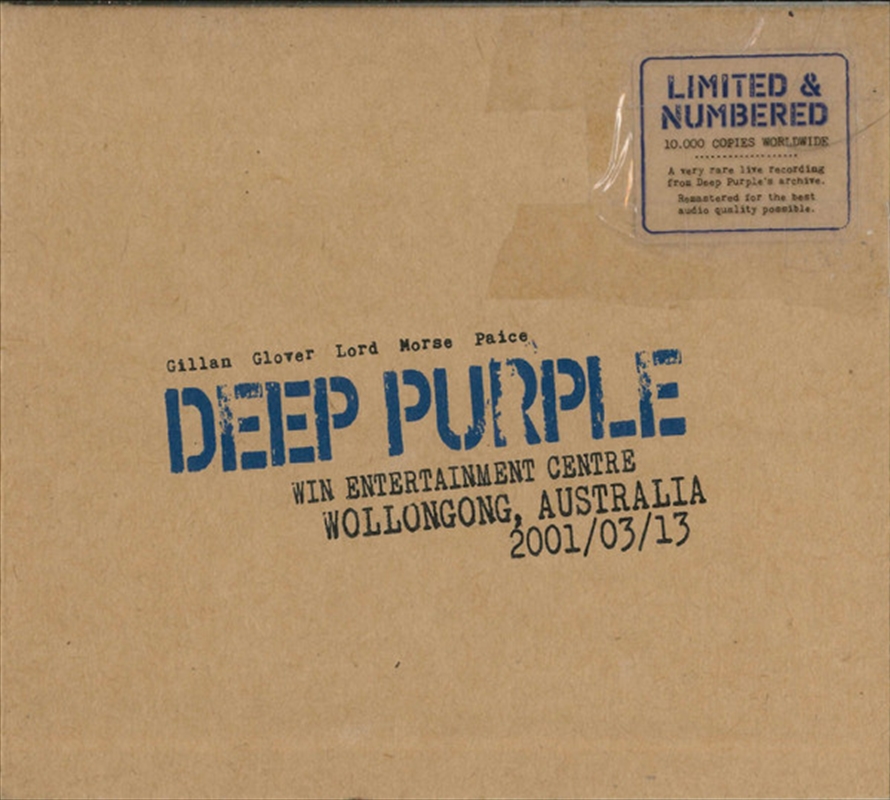 LIMITED &
NUMBERED
10.000 COPIES WORLDWIDE
A very rare live recording
from Deep Purple's archive.
Remastered for the best
audio quality possible.
Gillan Glover Lord Morse Paice
DEEP PURPLE
WIN ENTERTAINMENT CENTRE
WOLLONGONG, AUSTRALIA
2001/03/13